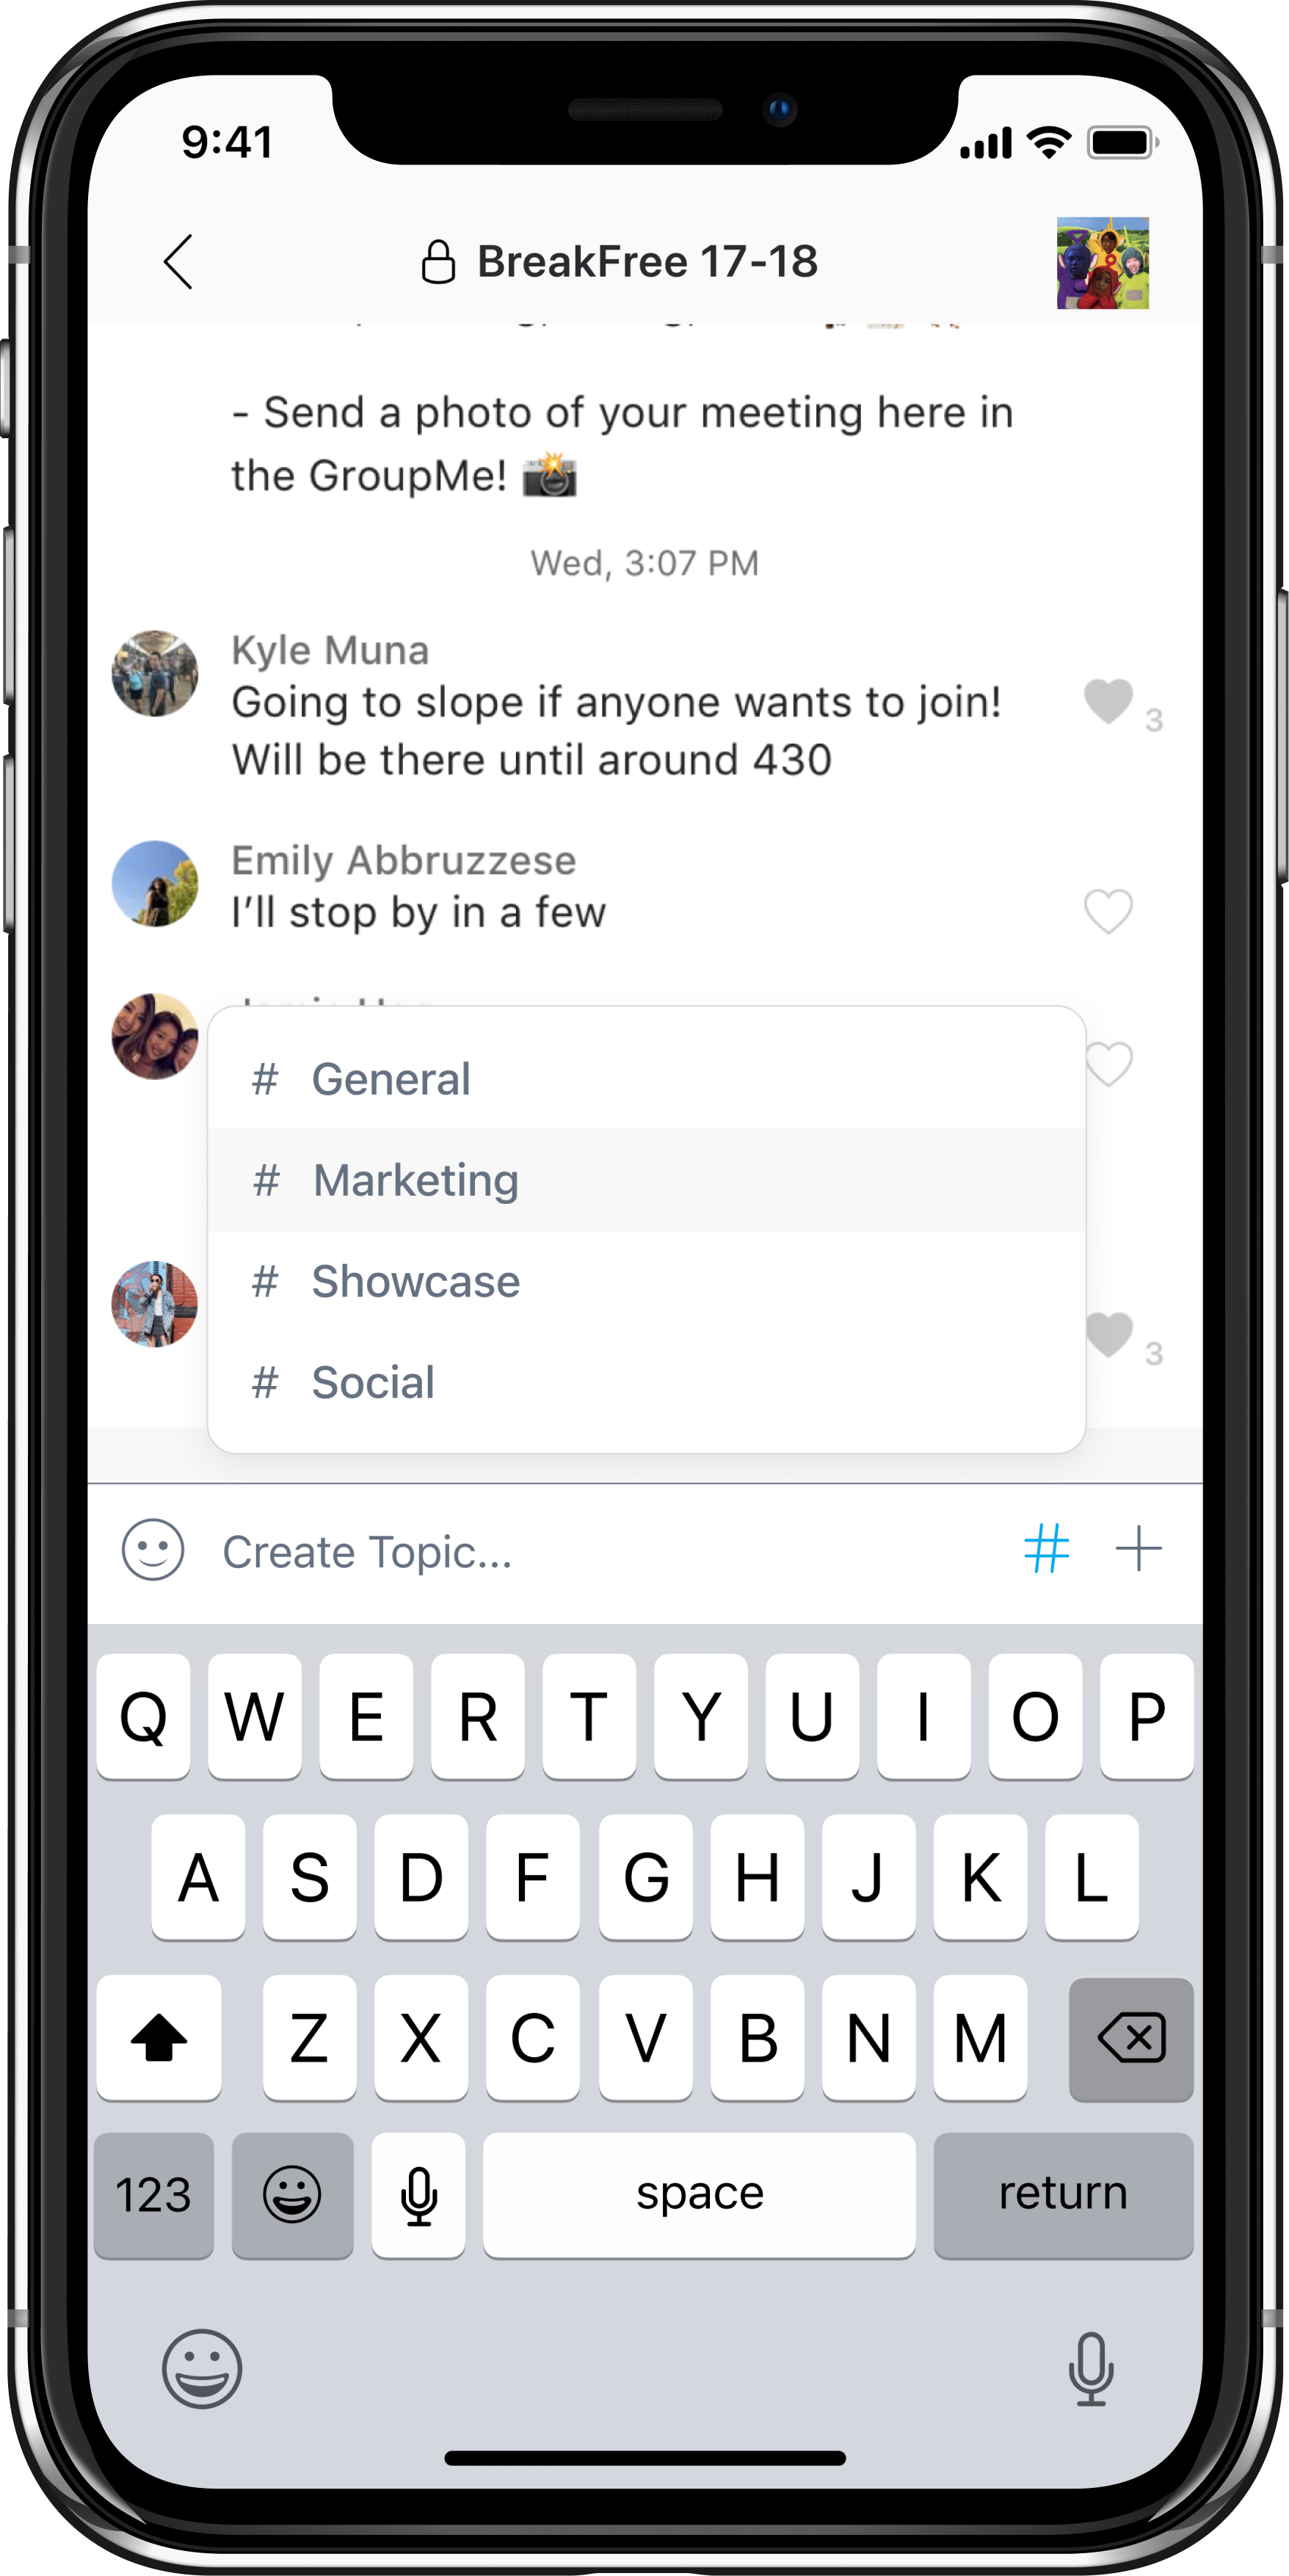 9:41
BreakFree 17-18
- Send a photo of your meeting here in
the GroupMe! 📸
Wed, 3:07 PM
Kyle Muna
Going to slope if anyone wants to join!
3
Will be there until around 430
Emily Abbruzzese
I’ll stop by in a few
# General
# Marketing
# Showcase
# Social
3
Create Topic... # +
Q W E R T Y U I O P
A S D F G H J K L
Z X C V B N M
123 space return